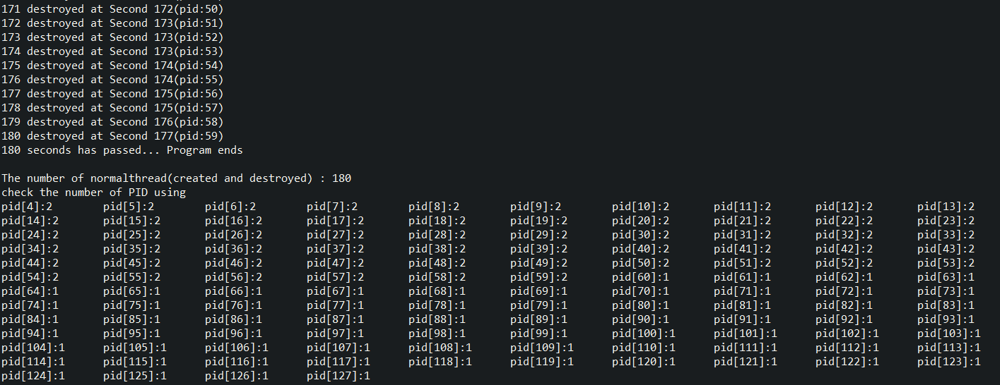 171 destroyed at Second 172(pid:50)
172 destroyed at Second 173(pid:51)
173 destroyed at Second 173(pid:52)
174 destroyed at Second 173(pid:53)
175 destroyed at Second 174(pid:54)
176 destroyed at Second 174(pid:55)
177 destroyed at Second 175(pid:56)
178 destroyed at Second 175(pid:57)
179 destroyed at Second 176(pid:58)
180 destroyed at Second 177(pid:59)
180 seconds has passed... Program ends
The number of normalthread(created and destroyed) : 180
check the number of PID using
pid[4]:2 pid[5]:2 pid[6]:2 pid[7]:2 pid[8]:2 pid[9]:2 pid[10]:2 pid[11]:2 pid[12]:2 pid[13]:2
pid[14]:2 pid[15]:2 pid[16]:2 pid[17]:2 pid[18]:2 pid[19]:2 pid[20]:2 pid[21]:2 pid[22]:2 pid[23]:2
pid[24]:2 pid[25]:2 pid[26]:2 pid[27]:2 pid[28]:2 pid[29]:2 pid[30]:2 pid[31]:2 pid[32]:2 pid[33]:2
pid[34]:2 pid[35]:2 pid[36]:2 pid[37]:2 pid[38]:2 pid[39]:2 pid[40]:2 pid[41]:2 pid[42]:2 pid[43]:2
pid[44]:2 pid[45]:2 pid[46]:2 pid[47]:2 pid[48]:2 pid[49]:2 pid[50]:2 pid[51]:2 pid[52]:2 pid[53]:2
pid[54]:2 pid[55]:2 pid[56]:2 pid[57]:2 pid[58]:2 pid[59]:2 pid[60]:1 pid[61]:1 pid[62]:1 pid[63]:1
pid[64]:1 pid[65]:1 pid[66]:1 pid[67]:1 pid[68]:1 pid[69]:1 pid[70]:1 pid[71]:1 pid[72]:1 pid[73]:1
pid[74]:1 pid[75]:1 pid[76]:1 pid[77]:1 pid[78]:1 pid[79]:1 pid[80]:1 pid[81]:1 pid[82]:1 pid[83]:1
pid[84]:1 pid[85]:1 pid[86]:1 pid[87]:1 pid[88]:1 pid[89]:1 pid[90]:1 pid[91]:1 pid[92]:1 pid[93]:1
pid[94]:1 pid[95]:1 pid[96]:1 pid[97]:1 pid[98]:1 pid[99]:1 pid[100]:1 pid[101]:1 pid[102]:1 pid[103]:1
pid[104]:1 pid[105]:1 pid[106]:1 pid[107]:1 pid[108]:1 pid[109]:1 pid[110]:1 pid[111]:1 pid[112]:1 pid[113]:1
pid[114]:1 pid[115]:1 pid[116]:1 pid[117]:1 pid[118]:1 pid[119]:1 pid[120]:1 pid[121]:1 pid[122]:1 pid[123]:1
pid[124]:1 pid[125]:1 pid[126]:1 pid[127]:1